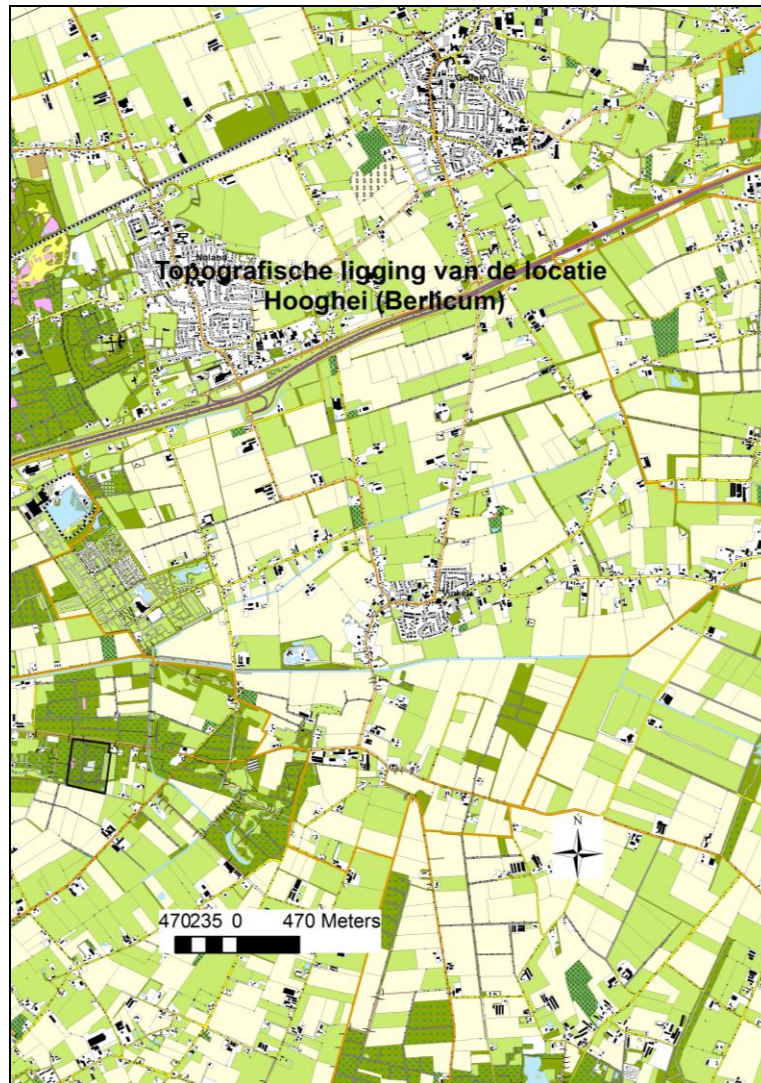 Topografische ligging van de locatie
Hooghei (Berlicum)
N
470235 0 470 Meters